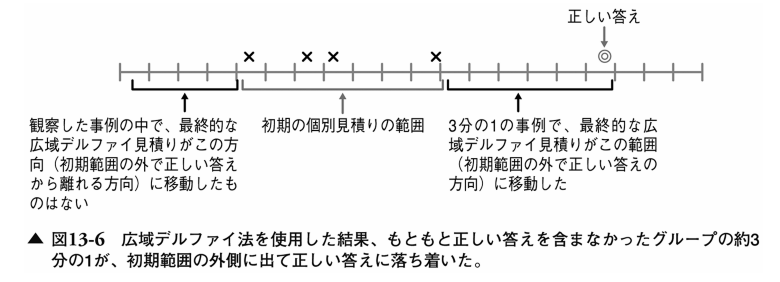 正しい答え
観察した事例の中で、最終的な
広域デルファイ見積りがこの方
向（初期範囲の外で正しい答え
から離れる方向）に移動したも
のはない
初期の個別見積りの範囲
3分の1の事例で、最終的な広
域デルファイ見積りがこの範囲
（初期範囲の外で正しい答えの
方向）に移動した
▲ 図13-6 広域デルファイ法を使用した結果、もともと正しい答えを含まなかったグループの約3
分の1が、初期範囲の外側に出て正しい答えに落ち着いた。